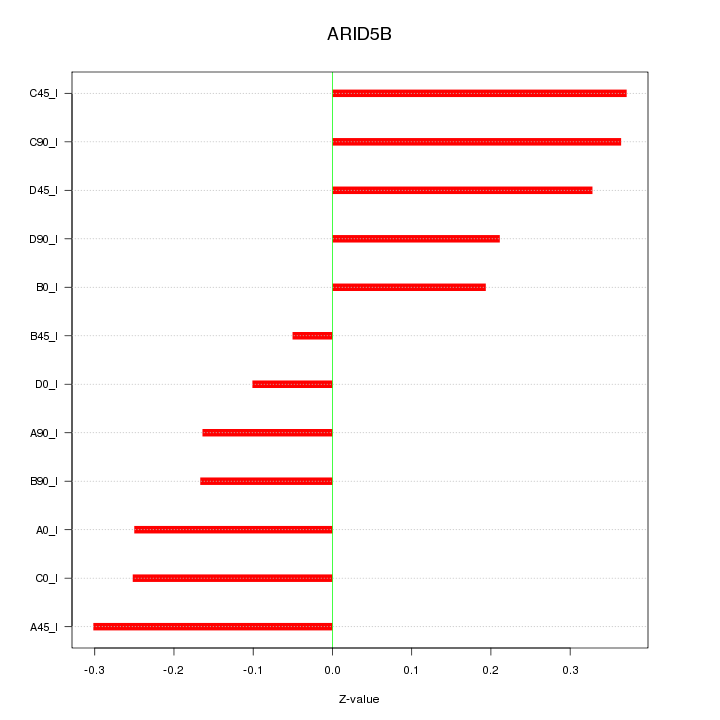 ARID5B
C45_I
C90_I
D45_I
D90_I
B0_I
B45_I
D0_I
A90_I
B90_I
A0_I
C0_I
A45_I
-0.3 -0.2 -0.1 0.0 0.1 0.2 0.3
Z-value